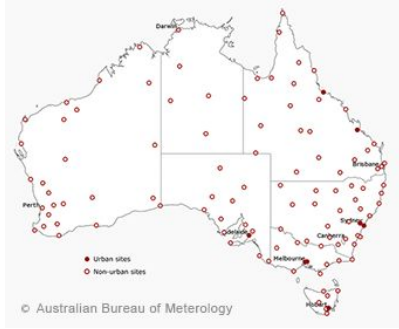 Darwin
Brisbane
Perth
Sydney
Adelaide
Canberra
Melbourne
Urban sites
Non-urban sites
Hobart
© Australian Bureau of Meterology